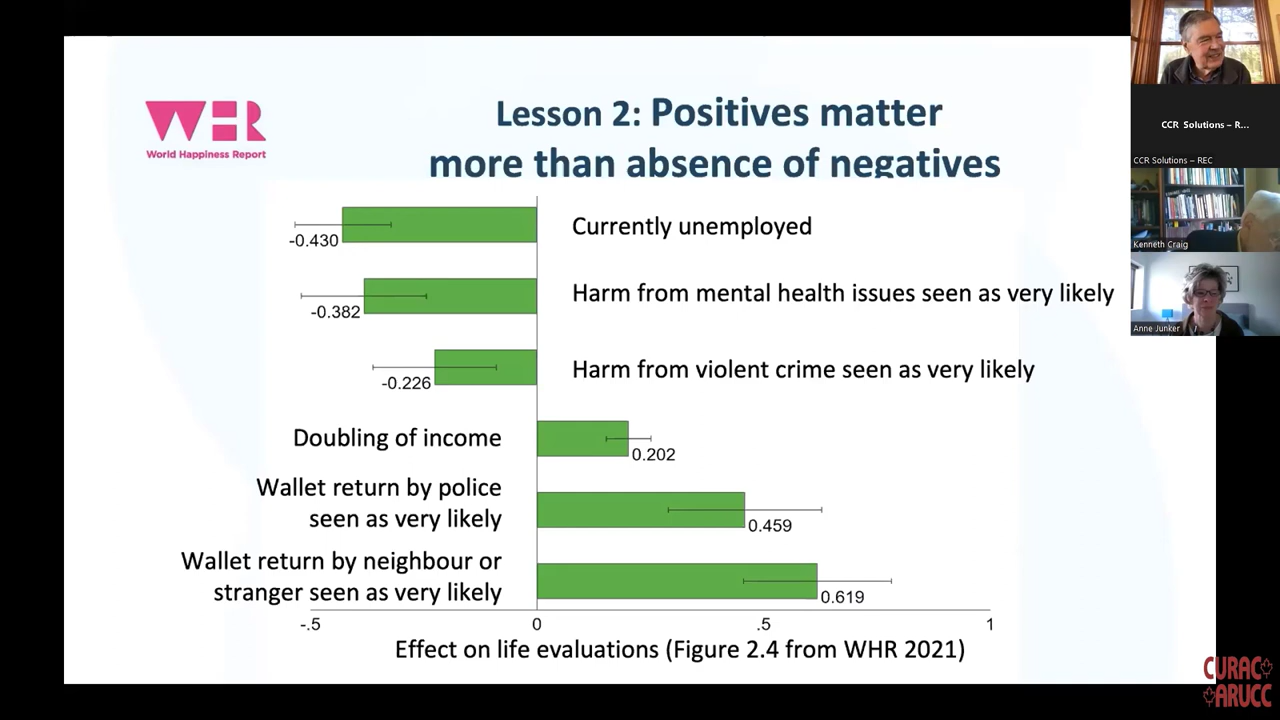 WHR
World Happiness Report
Lesson 2: Positives matter
more than absence of negatives
-0.430
Currently unemployed
-0.382
Harm from mental health issues seen as very likely
-0.226
Harm from violent crime seen as very likely
Doubling of income
0.202
Wallet return by police
seen as very likely
0.459
Wallet return by neighbour or
stranger seen as very likely
0.619
-.5
0
.5
1
Effect on life evaluations (Figure 2.4 from WHR 2021)
CCR Solutions – R...
CCR Solutions – REC
Kenneth Craig
Anne Junker
CURAC
ARUCC